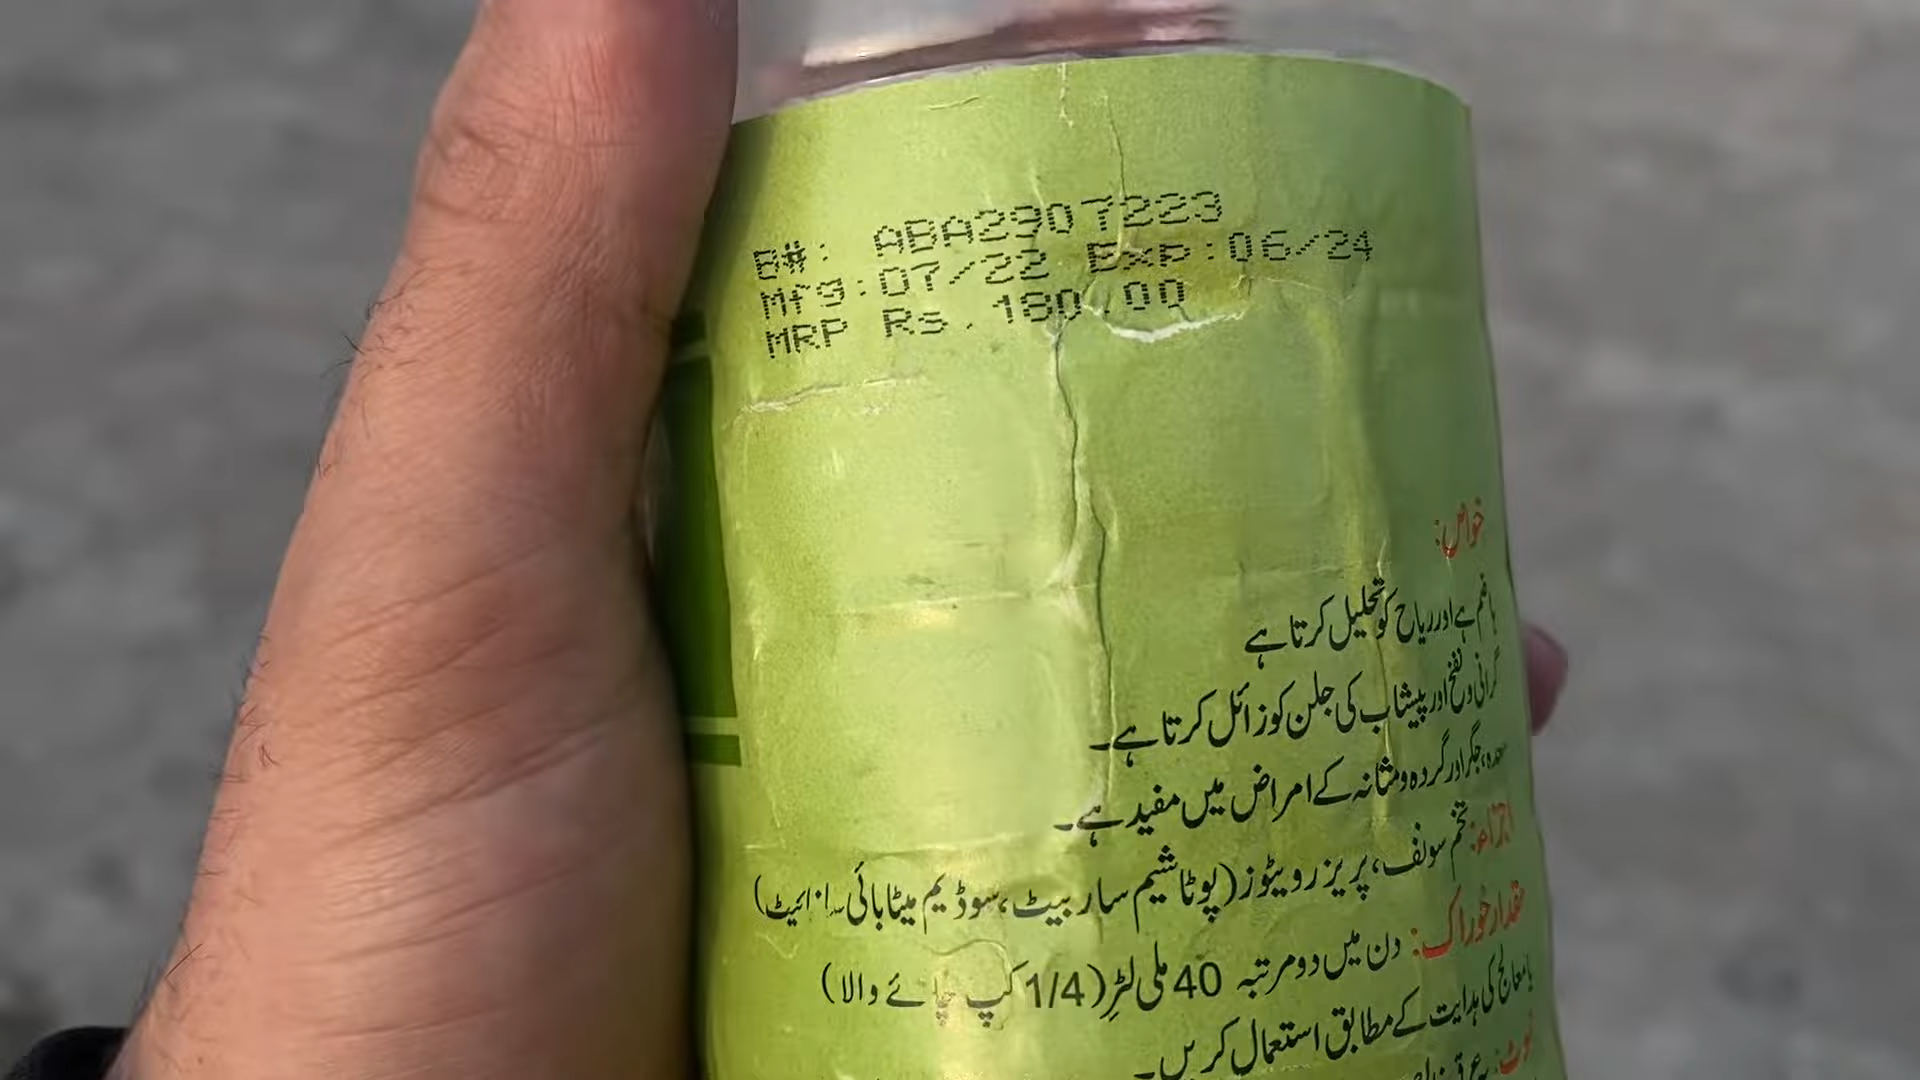 B#: ABA2907223
Mfg:07/22 Exp:06/24
MRP Rs. 180.00
خواص:
ہاضم ہے اور ریاح کو تحلیل کرتا ہے
گرانی و نفخ اور پیشاب کی جلن کو زائل کرتا ہے۔
معدہ، جگر اور گردہ و مثانہ کے امراض میں مفید ہے۔
اجزاء: تخم سونف، پریزرویٹوز (پوٹاشیم ساربیٹ، سوڈیم میٹابائی
مقدار خوراک: دن میں دو مرتبہ 40 ملی لٹر (1/4 کپ چائے والا)
یا معالج کی ہدایت کے مطابق استعمال کریں۔
نوٹ: